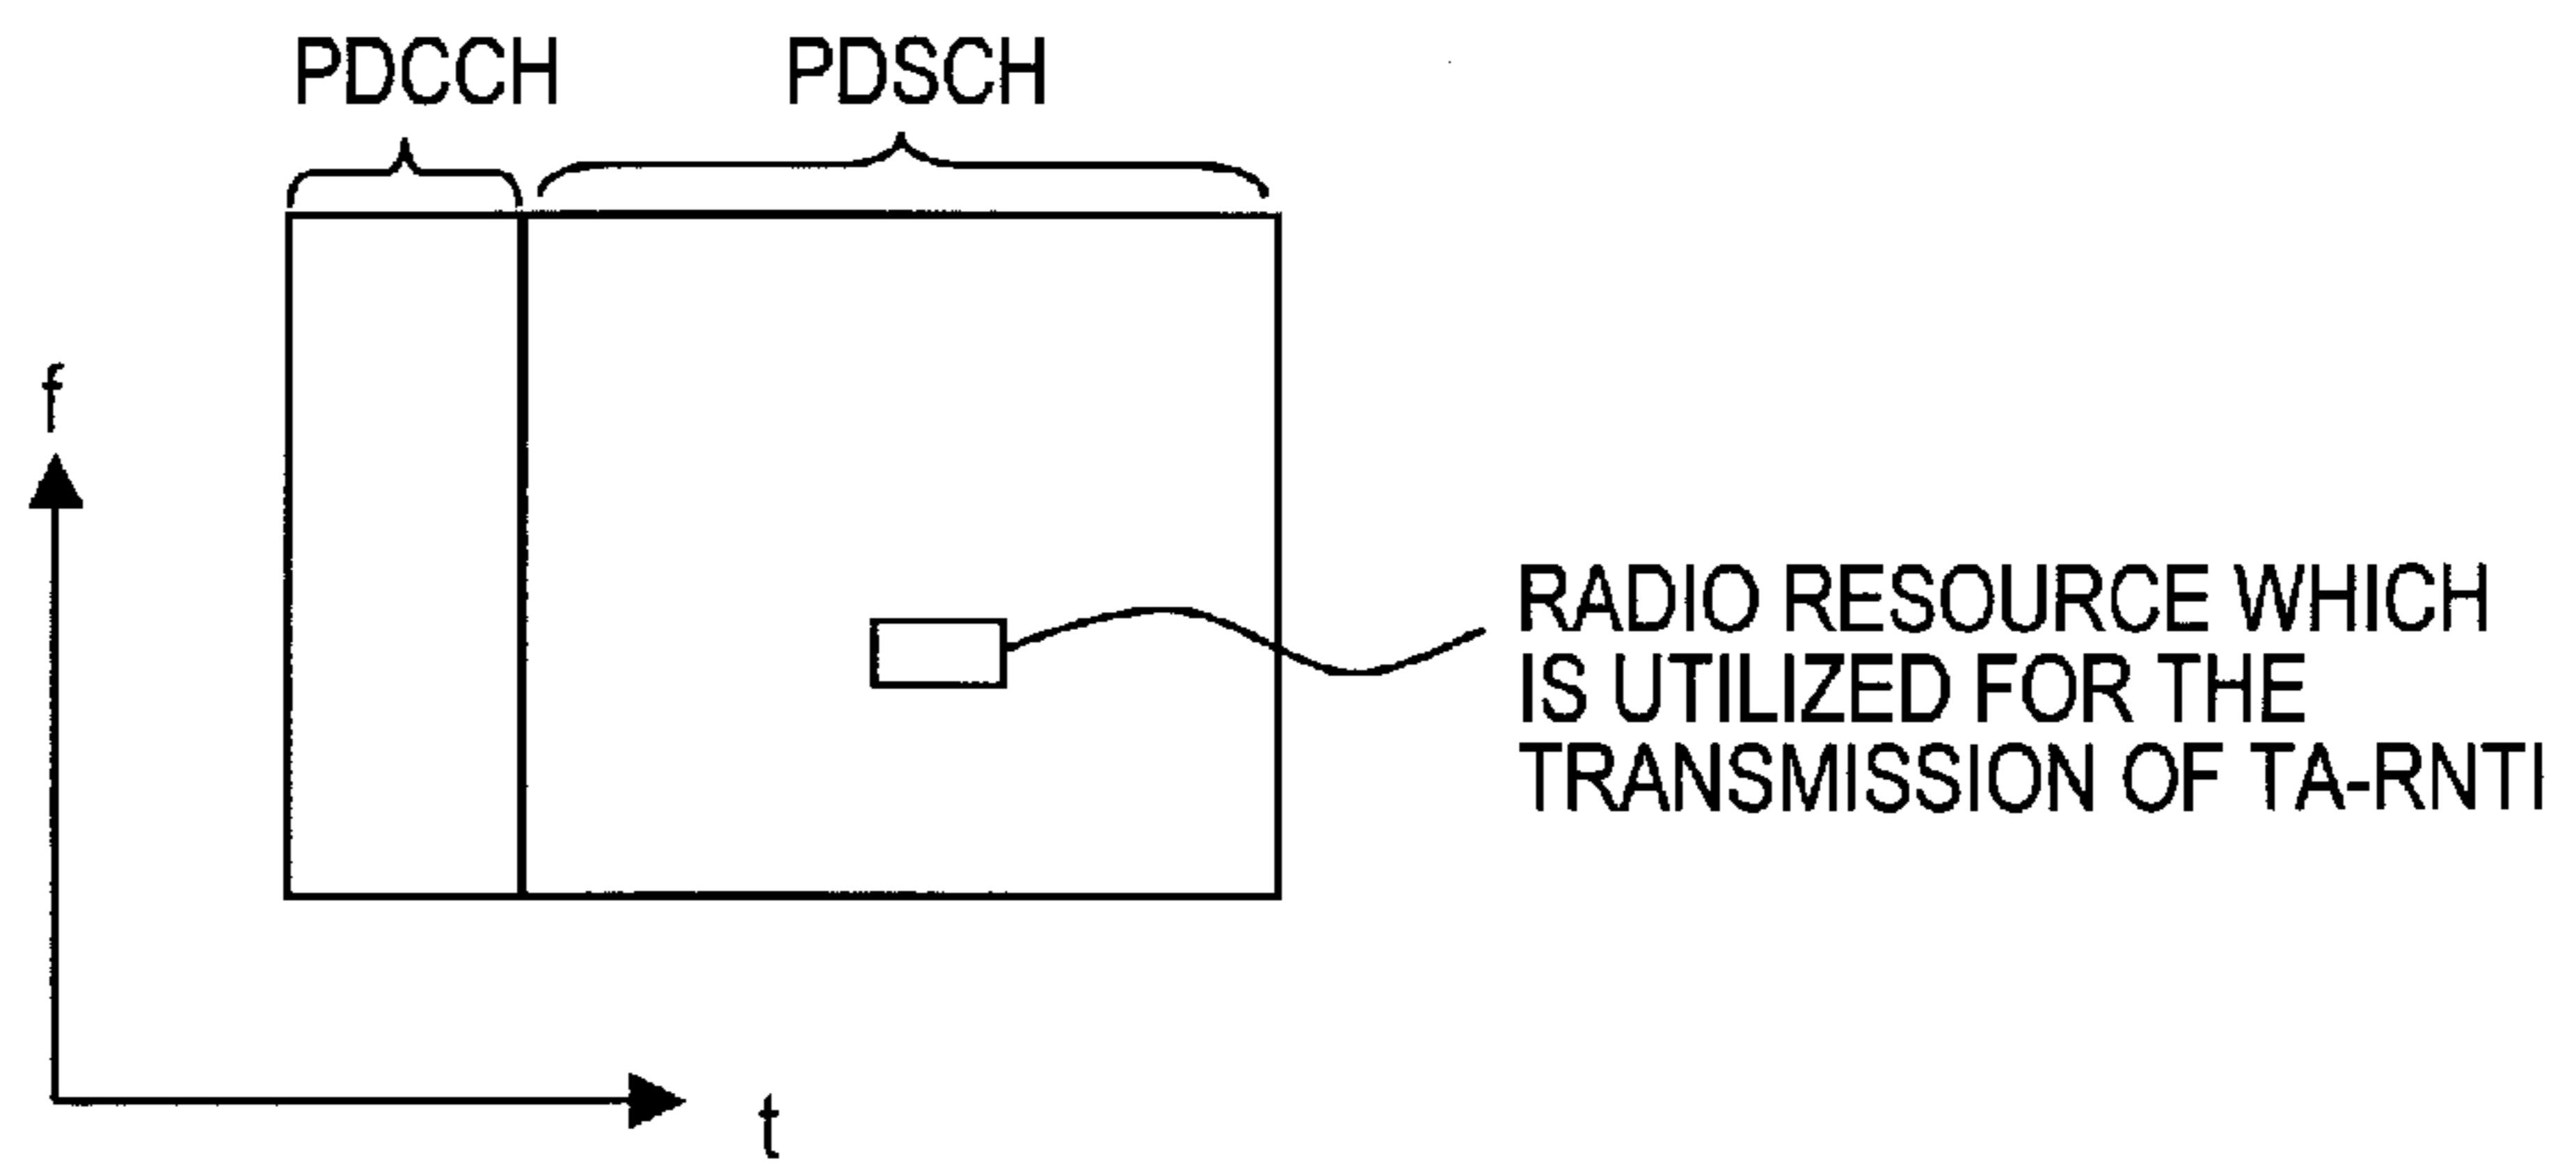 PDCCH
PDSCH
f
RADIO RESOURCE WHICH
IS UTILIZED FOR THE
TRANSMISSION OF TA-RNTI
t